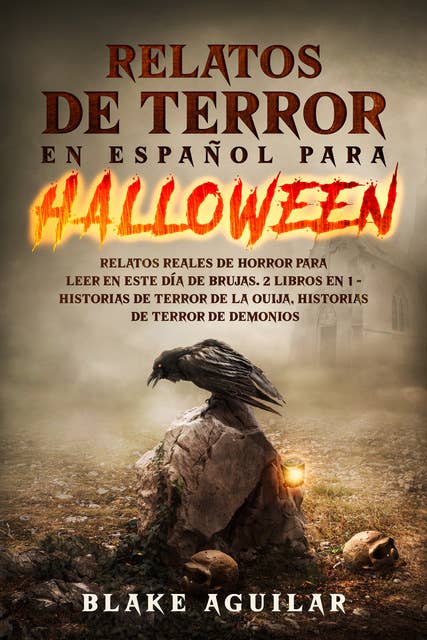 RELATOS
DE TERROR
EN ESPAÑOL PARA
HALLOWEEN
RELATOS REALES DE HORROR PARA
LEER EN ESTE DÍA DE BRUJAS. 2 LIBROS EN 1 -
HISTORIAS DE TERROR DE LA OUIJA, HISTORIAS
DE TERROR DE DEMONIOS
BLAKE AGUILAR